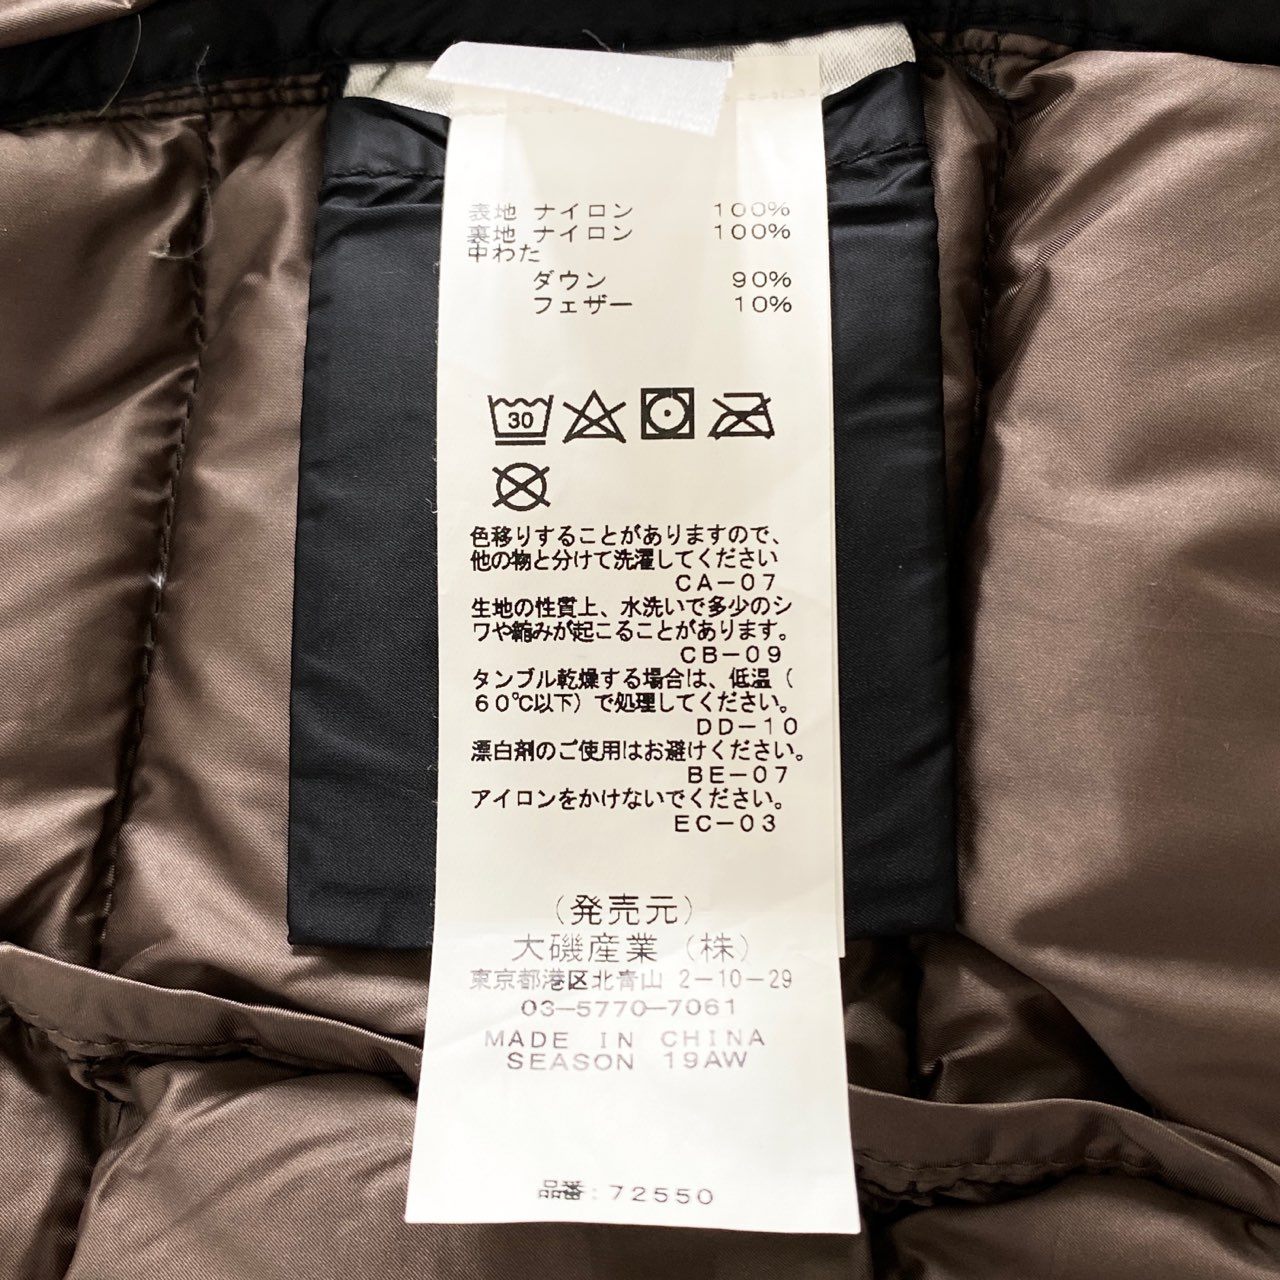 表地 ナイロン 100%
裏地 ナイロン 100%
中わた
ダウン 90%
フェザー 10%
30
色移りすることがありますので、
他の物と分けて洗濯してください
CA-07
生地の性質上、水洗いで多少のシ
ワや縮みが起こることがあります。
CB-09
タンブル乾燥する場合は、低温（
60℃以下）で処理してください。
DD-10
漂白剤のご使用はお避けください。
BE-07
アイロンをかけないでください。
EC-03
（発売元）
大磯産業（株）
東京都港区北青山 2-10-29
03-5770-7061
MADE IN CHINA
SEASON 19AW
品番:72550